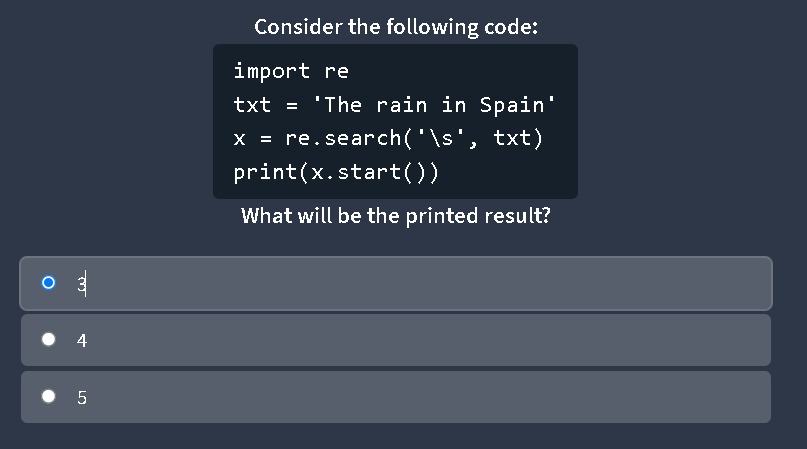 Consider the following code:
import re
txt = 'The rain in Spain'
x = re.search('\s', txt)
print(x.start())
What will be the printed result?
3
4
5